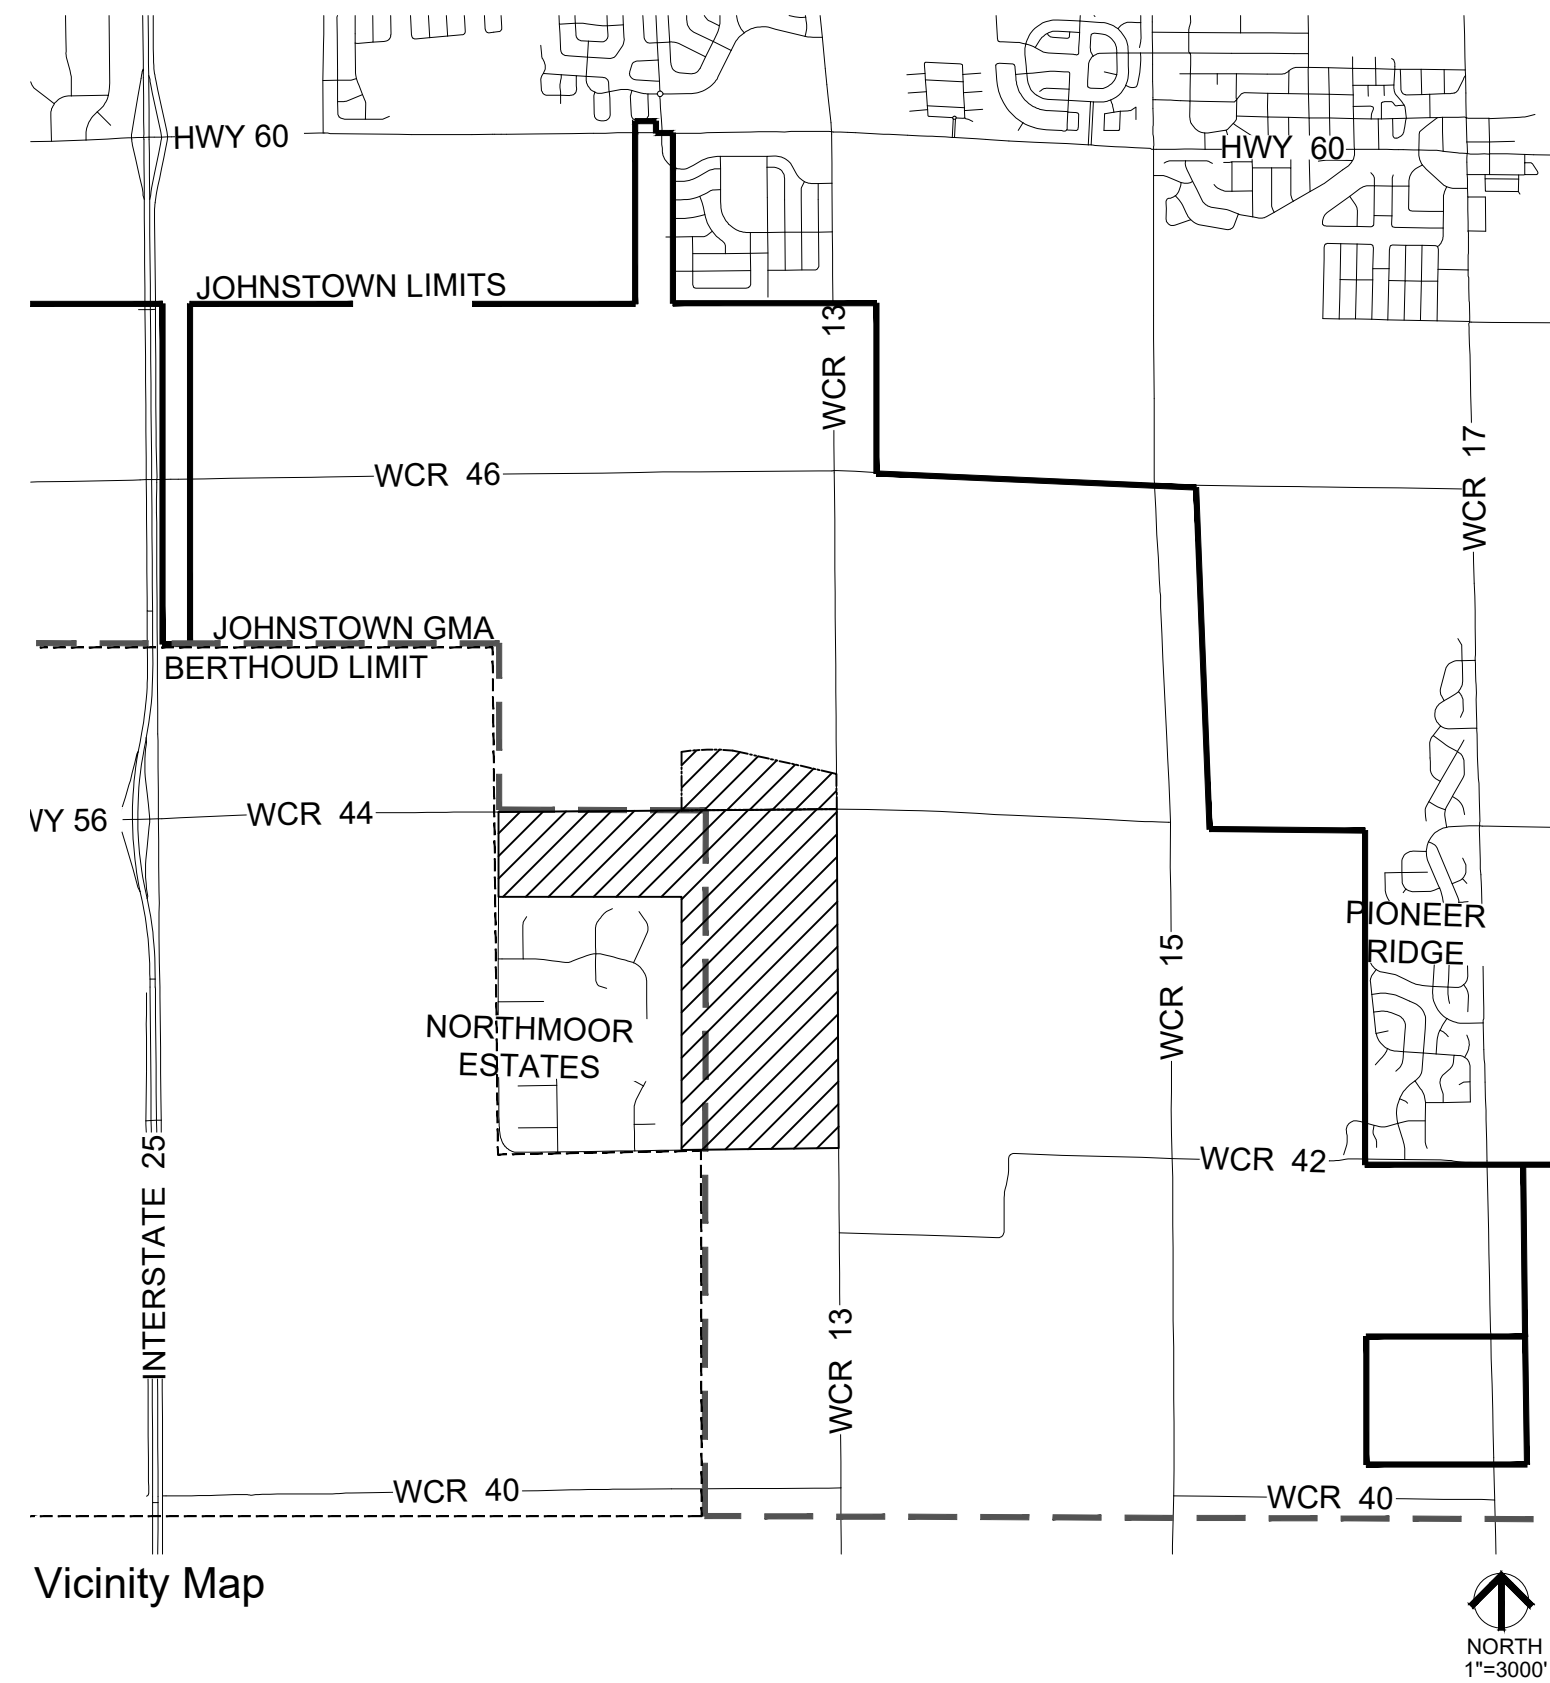 HWY 60
HWY 60
JOHNSTOWN LIMITS
WCR 13
WCR 46
WCR 17
JOHNSTOWN GMA
BERTHOUD LIMIT
WY 56
WCR 44
PIONEER
RIDGE
WCR 15
NORTHMOOR
ESTATES
INTERSTATE 25
WCR 42
WCR 13
WCR 40
WCR 40
Vicinity Map
NORTH
1"=3000'